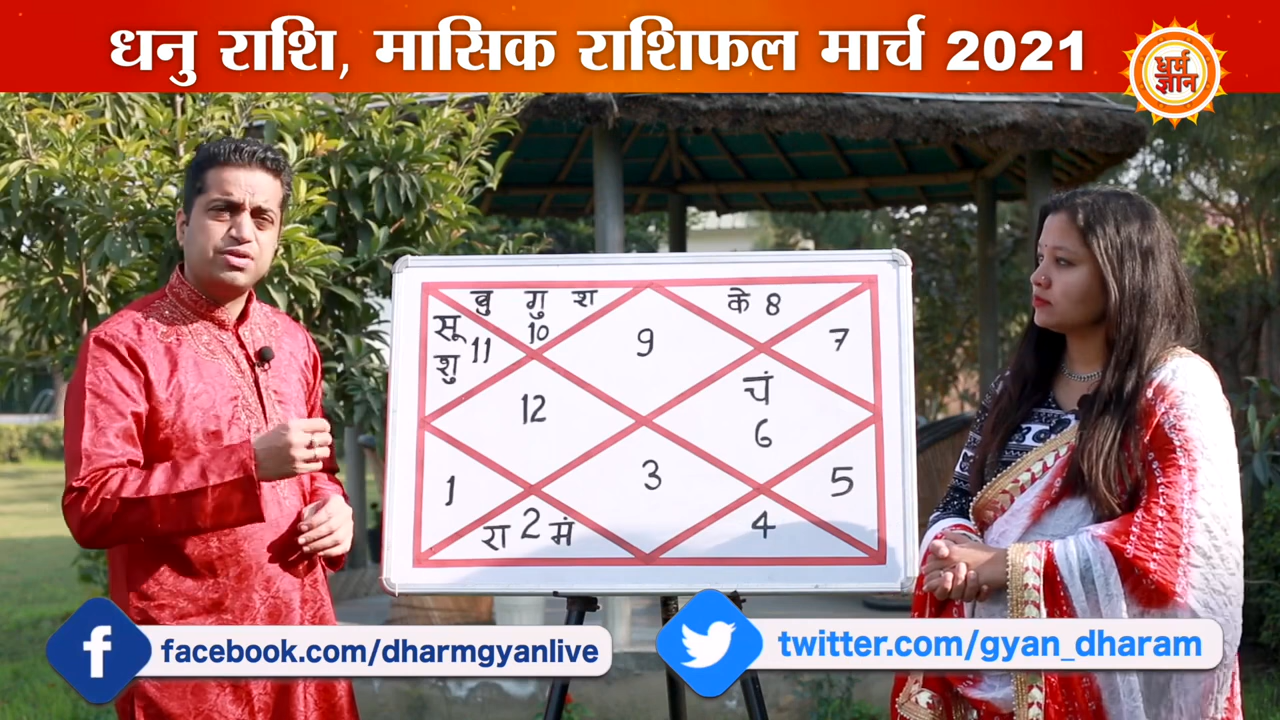 धनु राशि, मासिक राशिफल मार्च 2021
धर्म
ज्ञान
बु गु श
के 8
सू
10
9
7
11
शु
चं
12
6
3
1
5
रा 2 मं
4
facebook.com/dharmgyanlive
twitter.com/gyan_dharam